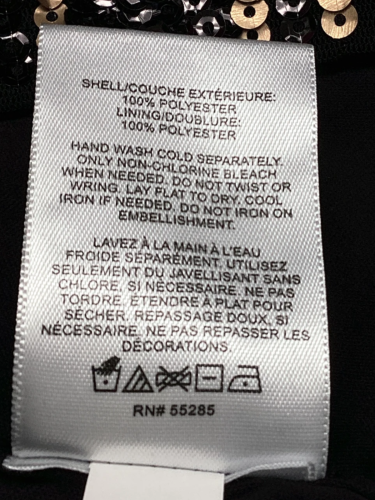 SHELL/COUCHE EXTÉRIEURE:
100% POLYESTER
LINING/DOUBLURE:
100% POLYESTER
HAND WASH COLD SEPARATELY.
ONLY NON-CHLORINE BLEACH
WHEN NEEDED. DO NOT TWIST OR
WRING. LAY FLAT TO DRY. COOL
IRON IF NEEDED. DO NOT IRON ON
EMBELLISHMENT.
LAVEZ À LA MAIN À L'EAU
FROIDE SÉPARÉMENT. UTILISEZ
SEULEMENT DU JAVELLISANT SANS
CHLORE, SI NÉCESSAIRE. NE PAS
TORDRE. ÉTENDRE À PLAT POUR
SÉCHER. REPASSAGE DOUX, SI
NÉCESSAIRE. NE PAS REPASSER LES
DÉCORATIONS.
RN# 55285